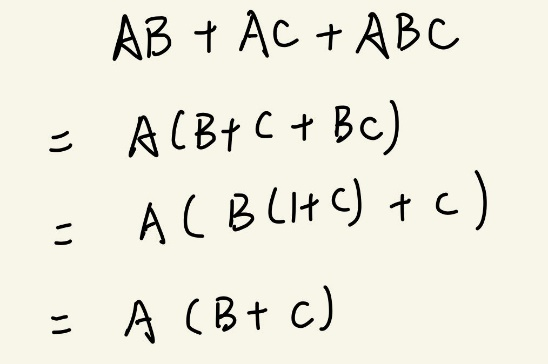 AB + AC + ABC
= A(B+C+BC)
= A(B(1+C)+C)
= A(B+C)